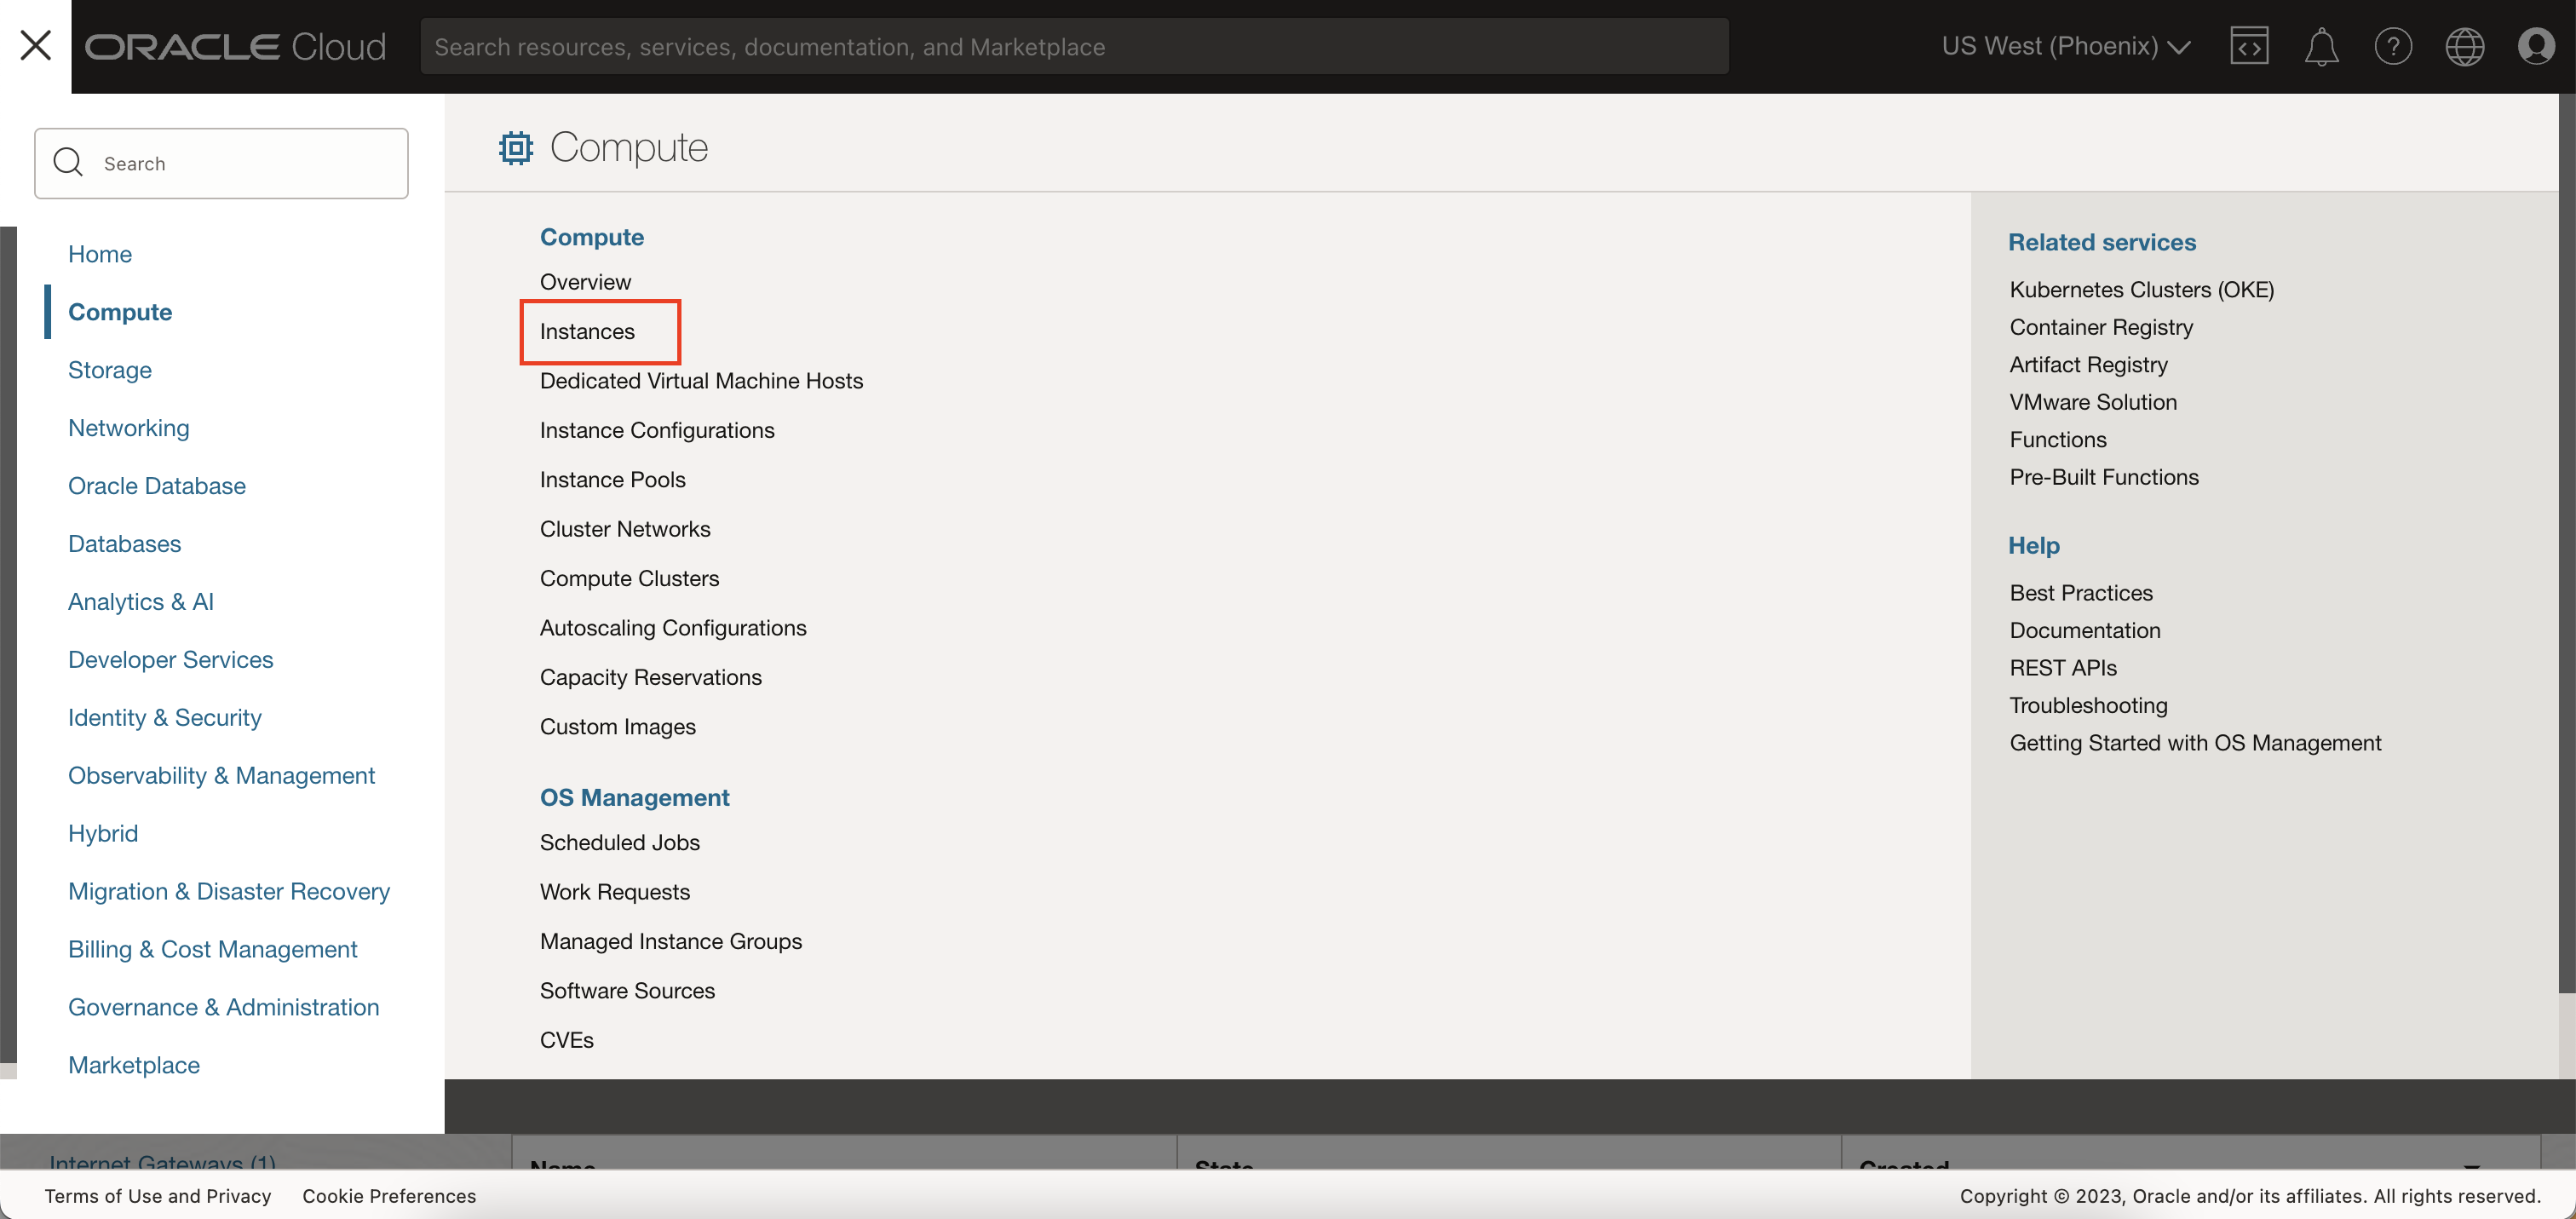 ORACLE Cloud
Search resources, services, documentation, and Marketplace
US West (Phoenix)
Search
Home
Compute
Storage
Networking
Oracle Database
Databases
Analytics & AI
Developer Services
Identity & Security
Observability & Management
Hybrid
Migration & Disaster Recovery
Billing & Cost Management
Governance & Administration
Marketplace
Compute
Compute
Overview
Instances
Dedicated Virtual Machine Hosts
Instance Configurations
Instance Pools
Cluster Networks
Compute Clusters
Autoscaling Configurations
Capacity Reservations
Custom Images
OS Management
Scheduled Jobs
Work Requests
Managed Instance Groups
Software Sources
CVEs
Related services
Kubernetes Clusters (OKE)
Container Registry
Artifact Registry
VMware Solution
Functions
Pre-Built Functions
Help
Best Practices
Documentation
REST APIs
Troubleshooting
Getting Started with OS Management
Internet Gateways (1)
Name
State
Created
Terms of Use and Privacy
Cookie Preferences
Copyright © 2023, Oracle and/or its affiliates. All rights reserved.